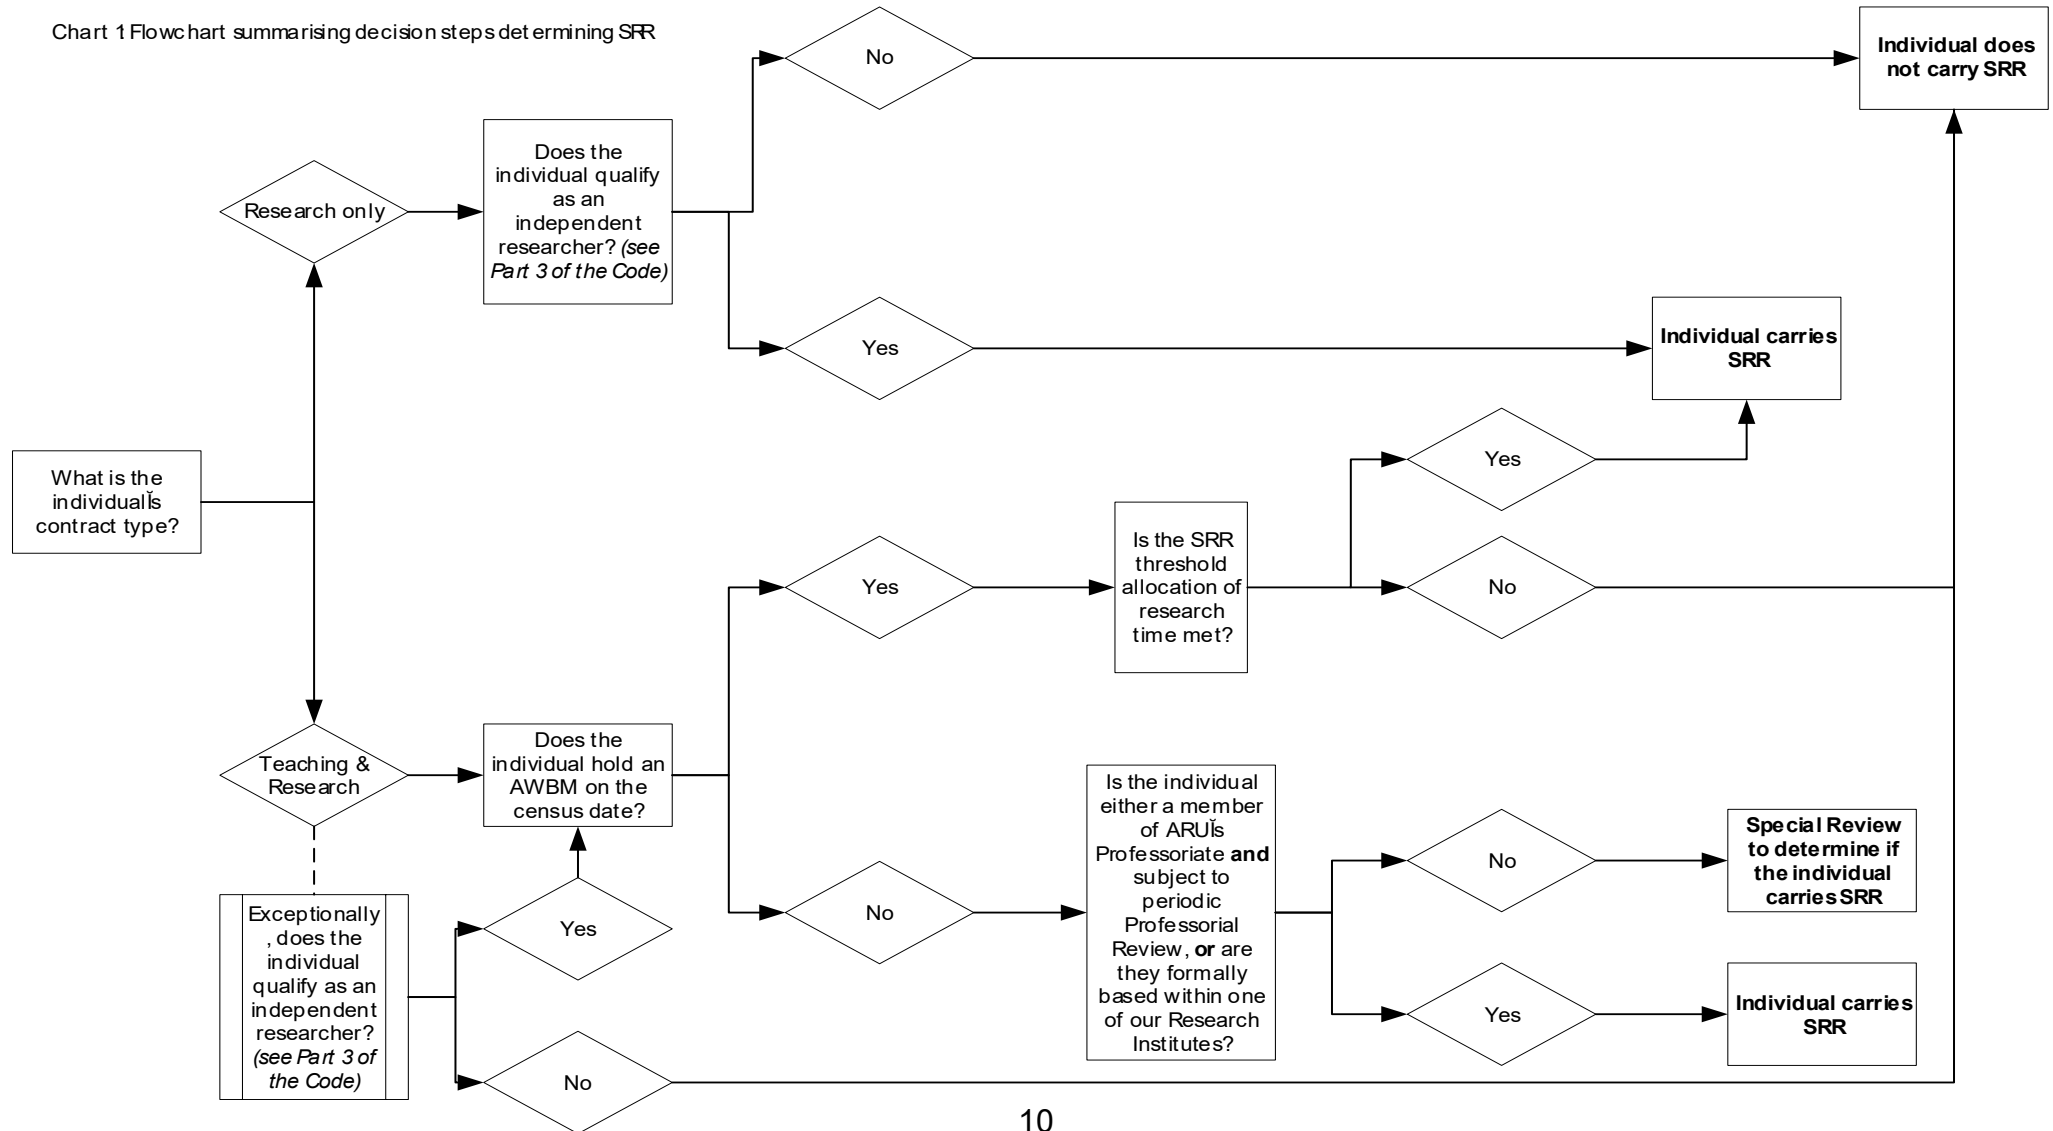 Chart 1 Flowchart summarising decision steps determining SRR
No
Individual does
not carry SRR
Research only
Does the
individual qualify
as an
independent
researcher? (see
Part 3 of the Code)
Yes
Individual carries
SRR
What is the
individualĬs
contract type?
Yes
Is the SRR
threshold
allocation of
research
time met?
Yes
No
Teaching &
Research
Does the
individual hold an
AWBM on the
census date?
No
Is the individual
either a member
of ARUĬs
Professoriate and
subject to
periodic
Professorial
Review, or are
they formally
based within one
of our Research
Institutes?
No
Special Review
to determine if
the individual
carries SRR
Yes
Individual carries
SRR
Exceptionally
, does the
individual
qualify as an
independent
researcher?
(see Part 3 of
the Code)
Yes
No
10